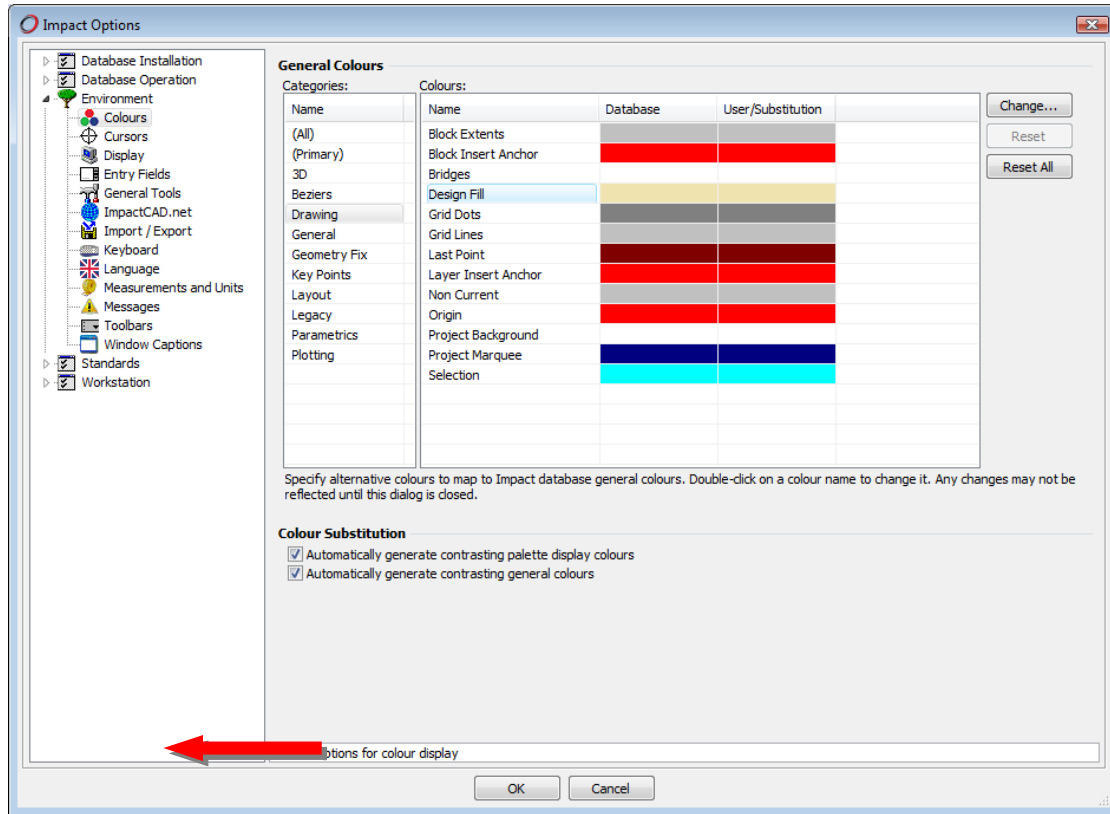 Impact Options
Database Installation
Database Operation
Environment
Colours
Cursors
Display
Entry Fields
General Tools
ImpactCAD.net
Import / Export
Keyboard
Language
Measurements and Units
Messages
Toolbars
Window Captions
Standards
Workstation
General Colours
Categories:
Name
(All)
(Primary)
3D
Beziers
Drawing
General
Geometry Fix
Key Points
Layout
Legacy
Parametrics
Plotting
Colours:
Name Database User/Substitution
Block Extents
Block Insert Anchor
Bridges
Design Fill
Grid Dots
Grid Lines
Last Point
Layer Insert Anchor
Non Current
Origin
Project Background
Project Marquee
Selection
Change...
Reset
Reset All
Specify alternative colours to map to Impact database general colours. Double-click on a colour name to change it. Any changes may not be
reflected until this dialog is closed.
Colour Substitution
Automatically generate contrasting palette display colours
Automatically generate contrasting general colours
for colour display
OK Cancel